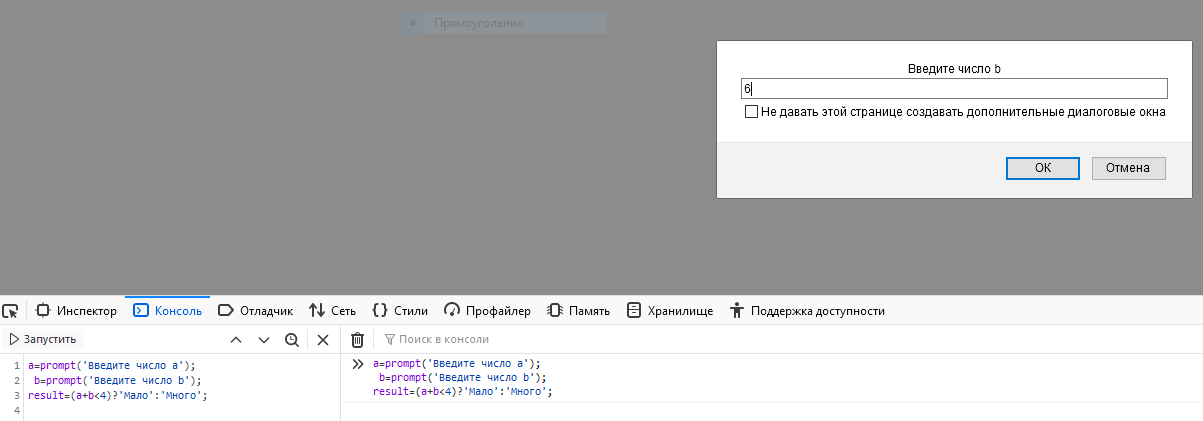 Прямоугольник
Введите число b
6
Не давать этой странице создавать дополнительные диалоговые окна
ОК
Отмена
Инспектор
Консоль
Отладчик
Сеть
Стили
Профайлер
Память
Хранилище
Поддержка доступности
Запустить
Поиск в консоли
1 a=prompt('Введите число a');
2 b=prompt('Введите число b');
3 result=(a+b<4)?'Мало':'Много';
4
a=prompt('Введите число a');
b=prompt('Введите число b');
result=(a+b<4)?'Мало':'Много';